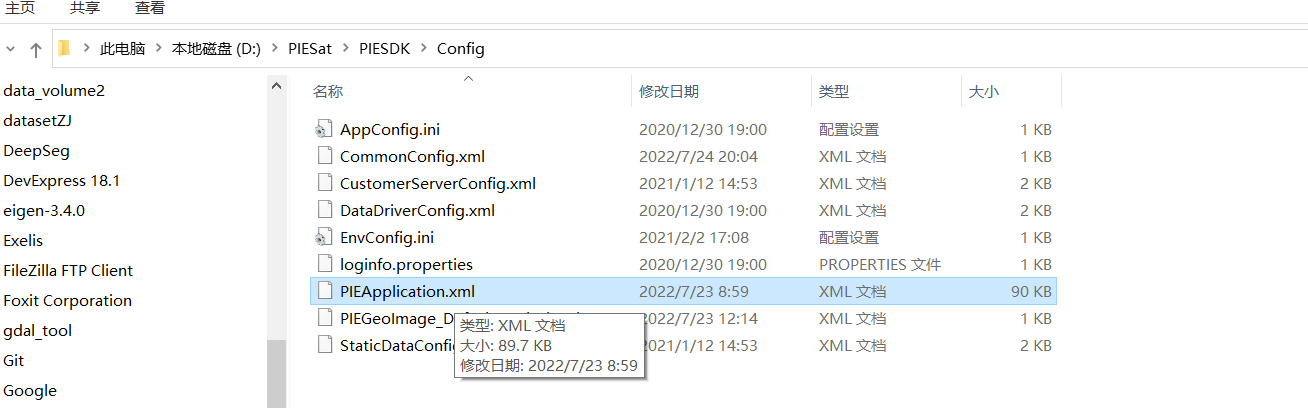 主页 共享 查看
此电脑 本地磁盘 (D:) PIESat PIESDK Config
data_volume2
datasetZJ
DeepSeg
DevExpress 18.1
eigen-3.4.0
Exelis
FileZilla FTP Client
Foxit Corporation
gdal_tool
Git
Google
名称 修改日期 类型 大小
AppConfig.ini 2020/12/30 19:00 配置设置 1 KB
CommonConfig.xml 2022/7/24 20:04 XML 文档 1 KB
CustomerServerConfig.xml 2021/1/12 14:53 XML 文档 2 KB
DataDriverConfig.xml 2020/12/30 19:00 XML 文档 2 KB
EnvConfig.ini 2021/2/2 17:08 配置设置 1 KB
loginfo.properties 2020/12/30 19:00 PROPERTIES 文件 1 KB
PIEApplication.xml 2022/7/23 8:59 XML 文档 90 KB
2022/7/23 12:14 XML 文档 1 KB
2021/1/12 14:53 XML 文档 2 KB
类型: XML 文档
大小: 89.7 KB
修改日期: 2022/7/23 8:59